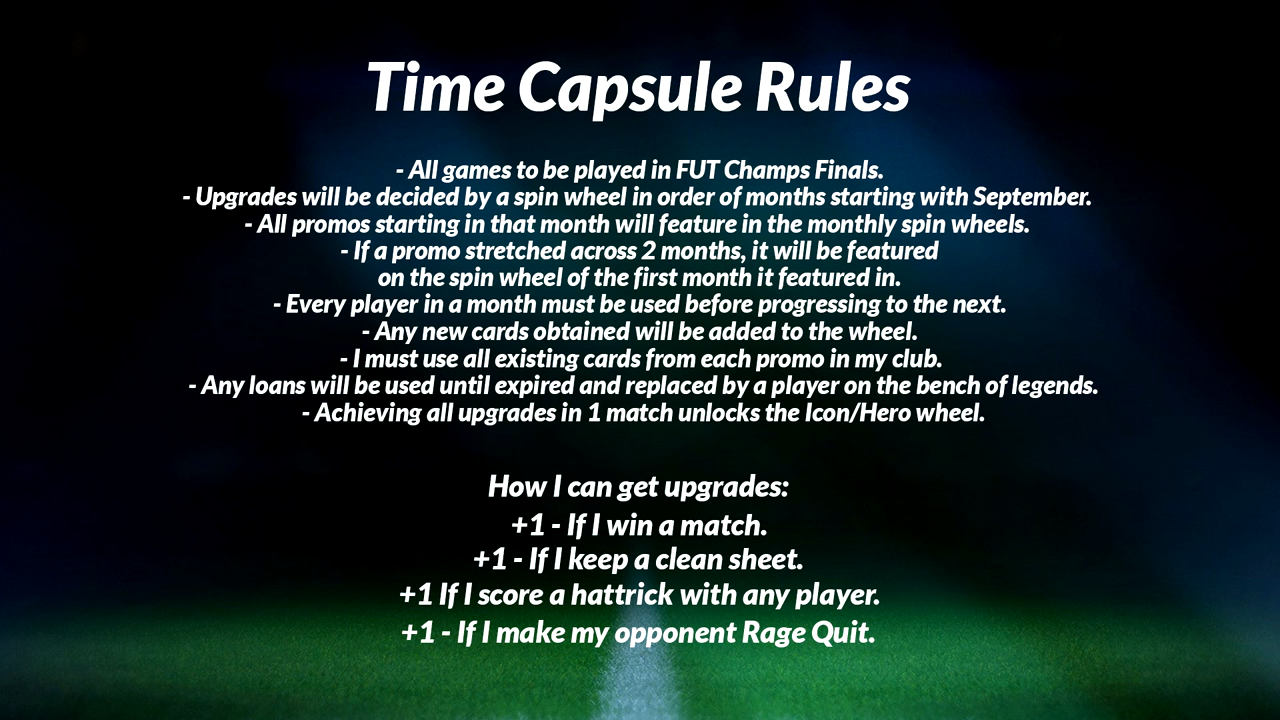 Time Capsule Rules
- All games to be played in FUT Champs Finals.
- Upgrades will be decided by a spin wheel in order of months starting with September.
- All promos starting in that month will feature in the monthly spin wheels.
- If a promo stretched across 2 months, it will be featured
on the spin wheel of the first month it featured in.
- Every player in a month must be used before progressing to the next.
- Any new cards obtained will be added to the wheel.
- I must use all existing cards from each promo in my club.
- Any loans will be used until expired and replaced by a player on the bench of legends.
- Achieving all upgrades in 1 match unlocks the Icon/Hero wheel.
How I can get upgrades:
+1 - If I win a match.
+1 - If I keep a clean sheet.
+1 If I score a hattrick with any player.
+1 - If I make my opponent Rage Quit.